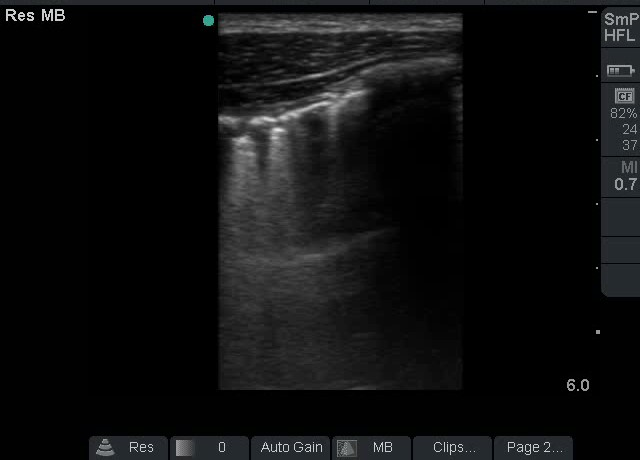 Res MB
SmP
HFL
CF
82%
24
37
MI
0.7
6.0
Res
0
Auto Gain
MB
Clips...
Page 2...